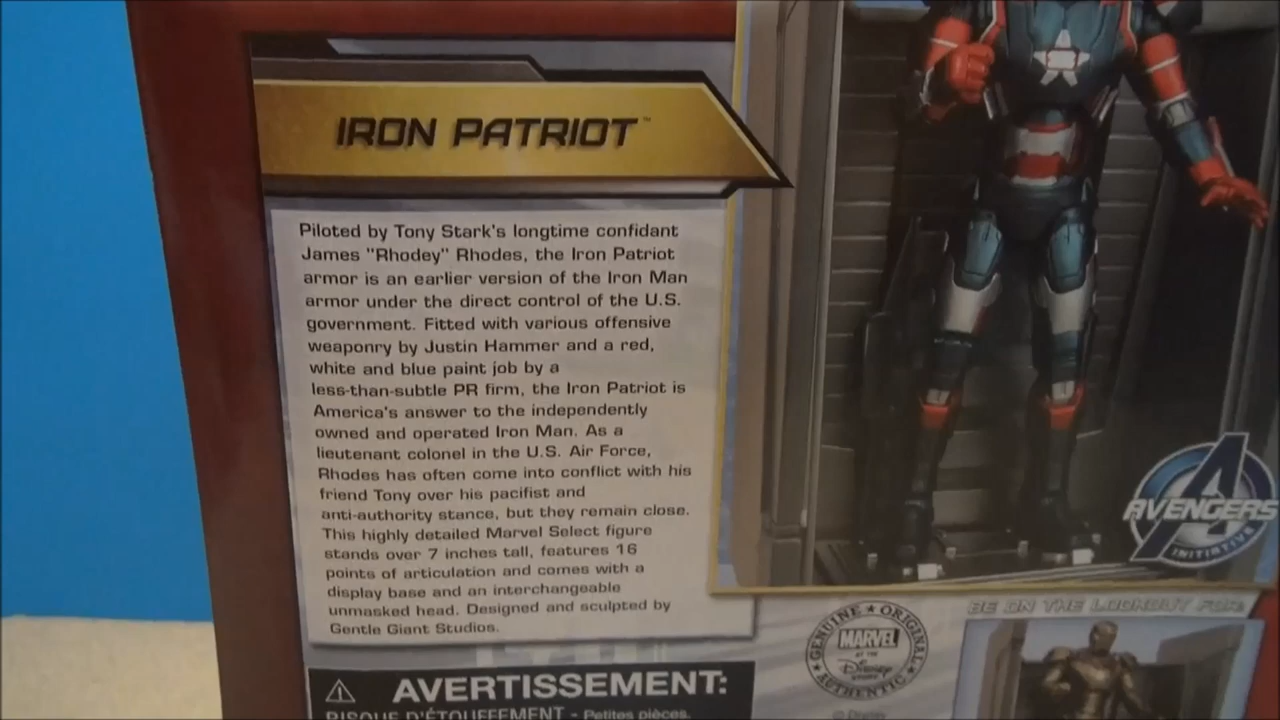 IRON PATRIOT™
Piloted by Tony Stark's longtime confidant
James "Rhodey" Rhodes, the Iron Patriot
armor is an earlier version of the Iron Man
armor under the direct control of the U.S.
government. Fitted with various offensive
weaponry by Justin Hammer and a red,
white and blue paint job by a
less-than-subtle PR firm, the Iron Patriot is
America's answer to the independently
owned and operated Iron Man. As a
lieutenant colonel in the U.S. Air Force,
Rhodes has often come into conflict with his
friend Tony over his pacifist and
anti-authority stance, but they remain close.
This highly detailed Marvel Select figure
stands over 7 inches tall, features 16
points of articulation and comes with a
display base and an interchangeable
unmasked head. Designed and sculpted by
Gentle Giant Studios.
AVERTISSEMENT:
RISQUE D'ÉTOUFFEMENT - Petites pièces.
AVENGERS
INITIATIVE
BE ON THE LOOKOUT FOR:
GENUINE ★ ORIGINAL
MARVEL
AT THE
Disney
STORE
AUTHENTIC
© Disney